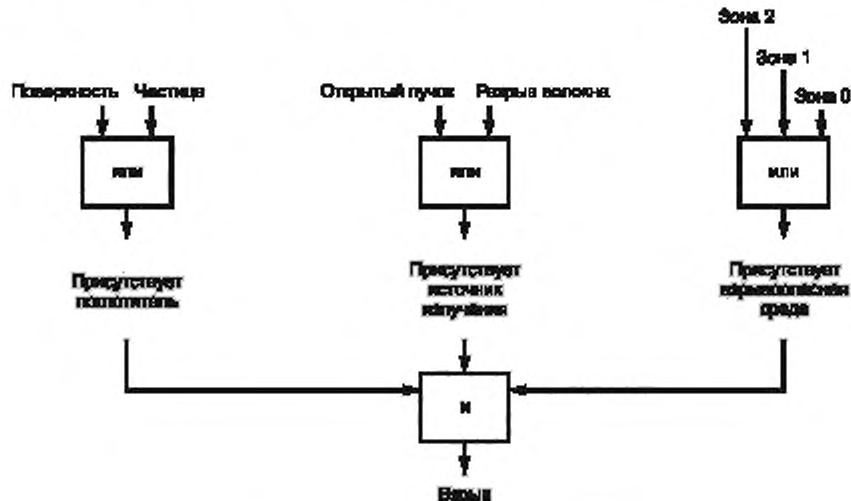 Зона 2
Зона 1
Зона 0
Поверхность Частица
Открытый пучок Разрыв волокна
или
или
или
Присутствует
поглотитель
Присутствует
источник
излучения
Присутствует
взрывоопасная
среда
и
Взрыв